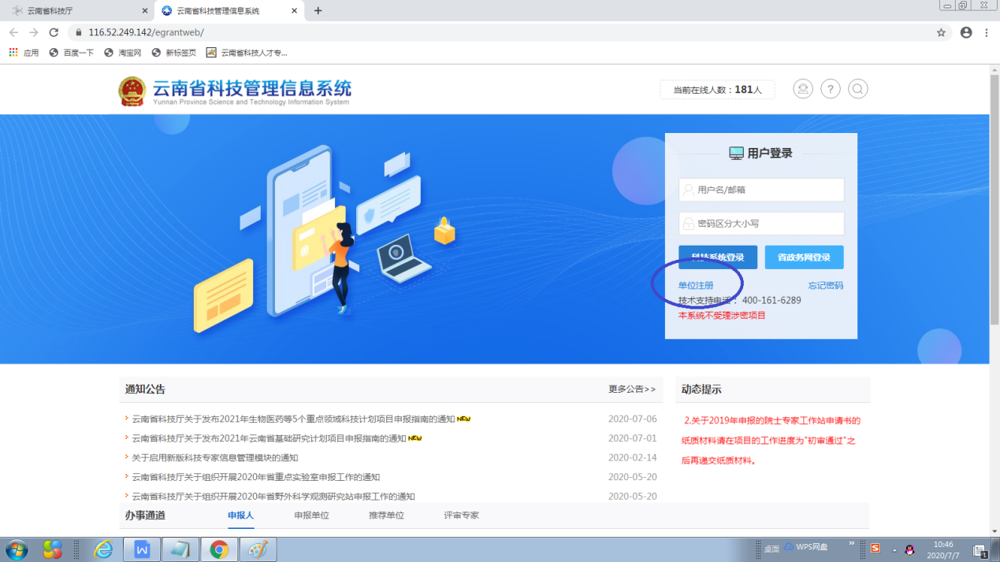 云南省科技厅
云南省科技管理信息系统
116.52.249.142/egrantweb/
应用 百度一下 淘宝网 新标签页 云南省科技人才专...
云南省科技管理信息系统
Yunnan Province Science and Technology Information System
当前在线人数：181人
?
用户登录
用户名/邮箱
密码区分大小写
科技系统登录 省政务网登录
单位注册 忘记密码
技术支持电话： 400-161-6289
本系统不受理涉密项目
通知公告 更多公告>>
云南省科技厅关于发布2021年生物医药等5个重点领域科技计划项目申报指南的通知 NEW 2020-07-06
云南省科技厅关于发布2021年云南省基础研究计划项目申报指南的通知 NEW 2020-07-01
关于启用新版科技专家信息管理模块的通知 2020-02-14
云南省科技厅关于组织开展2020年省重点实验室申报工作的通知 2020-05-20
云南省科技厅关于组织开展2020年省野外科学观测研究站申报工作的通知 2020-05-20
动态提示
2.关于2019年申报的院士专家工作站申请书的
纸质材料请在项目的工作进度为"初审通过"之
后再递交纸质材料。
办事通道 申报人 申报单位 推荐单位 评审专家
W
桌面 WPS网盘 »
S
10:46
2020/7/7
1